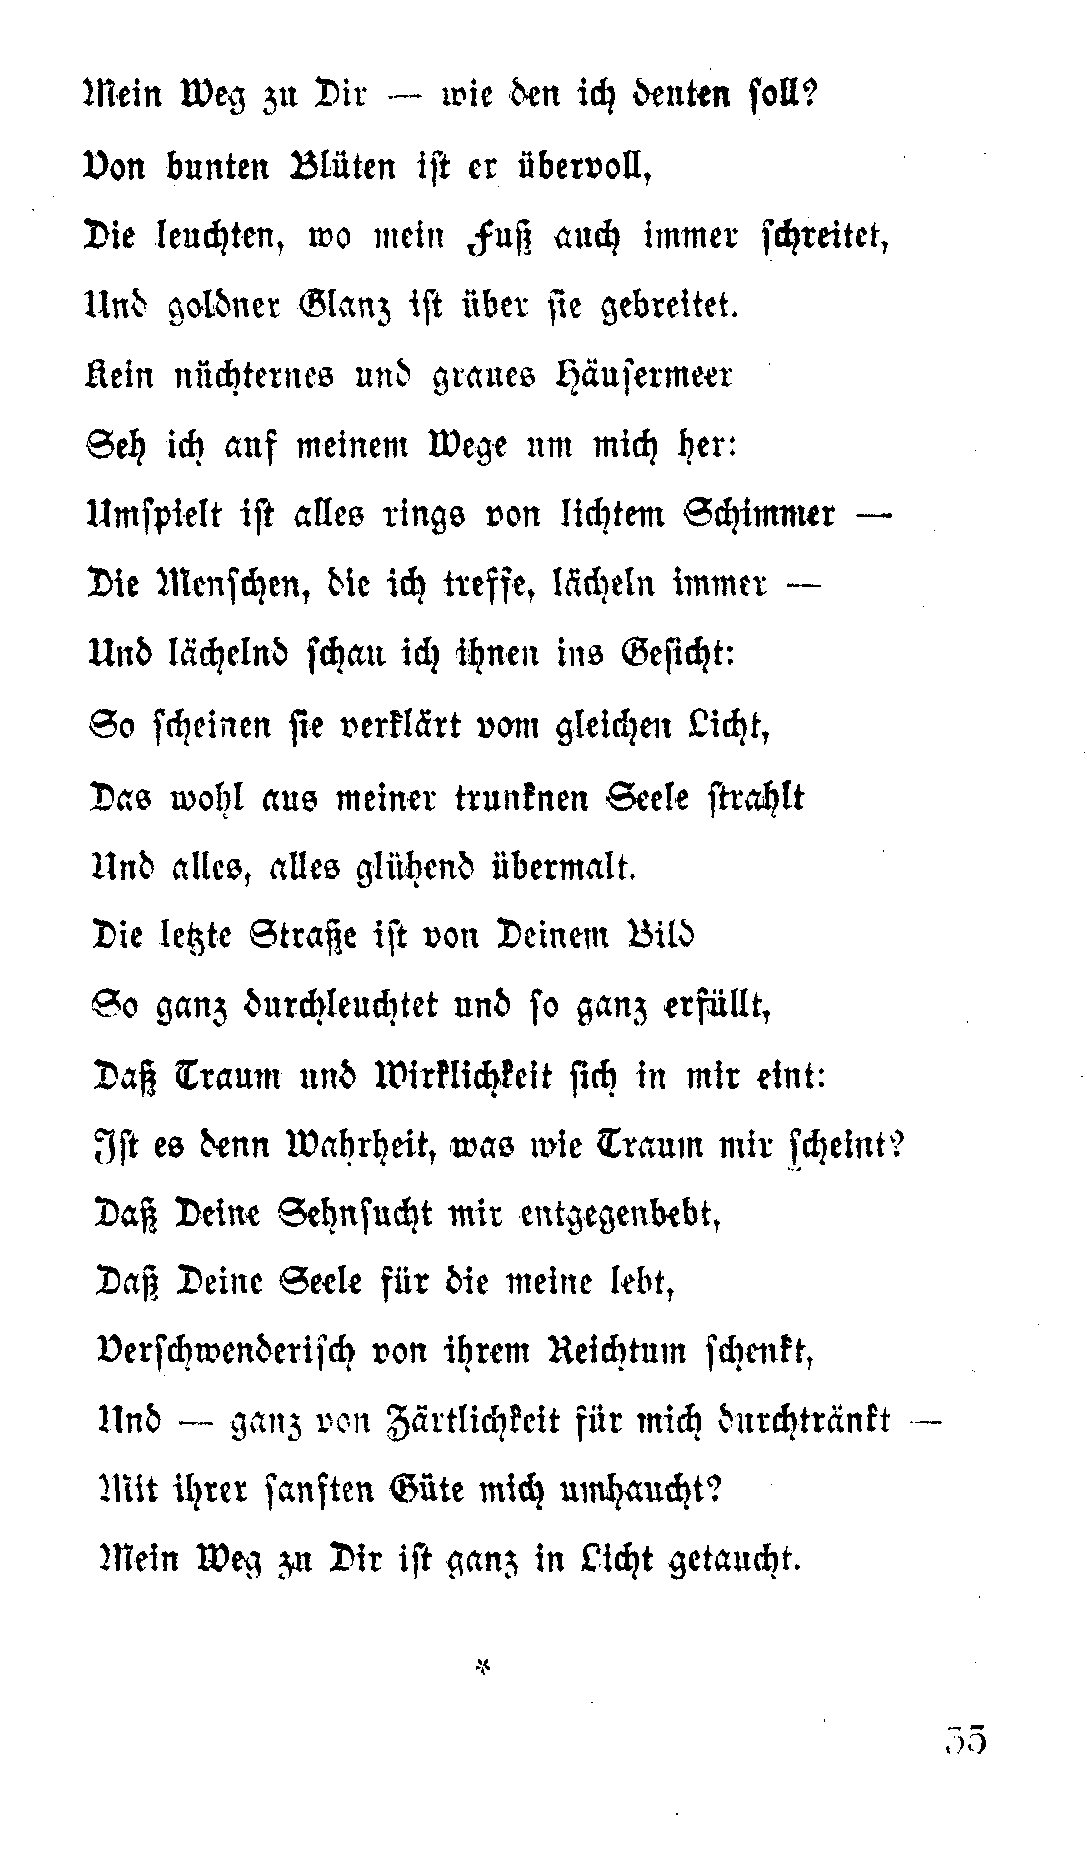 Mein Weg zu Dir — wie den ich deuten soll?
Von bunten Blüten ist er übervoll,
Die leuchten, wo mein Fuß auch immer schreitet,
Und goldner Glanz ist über sie gebreitet.
Kein nüchternes und graues Häusermeer
Seh ich auf meinem Wege um mich her:
Umspielt ist alles rings von lichtem Schimmer —
Die Menschen, die ich treffe, lächeln immer —
Und lächelnd schau ich ihnen ins Gesicht:
So scheinen sie verklärt vom gleichen Licht,
Das wohl aus meiner trunknen Seele strahlt
Und alles, alles glühend übermalt.
Die letzte Straße ist von Deinem Bild
So ganz durchleuchtet und so ganz erfüllt,
Daß Traum und Wirklichkeit sich in mir eint:
Ist es denn Wahrheit, was wie Traum mir scheint?
Daß Deine Sehnsucht mir entgegenbebt,
Daß Deine Seele für die meine lebt,
Verschwenderisch von ihrem Reichtum schenkt,
Und — ganz von Zärtlichkeit für mich durchtränkt —
Mit ihrer sanften Güte mich umhaucht?
Mein Weg zu Dir ist ganz in Licht getaucht.
*